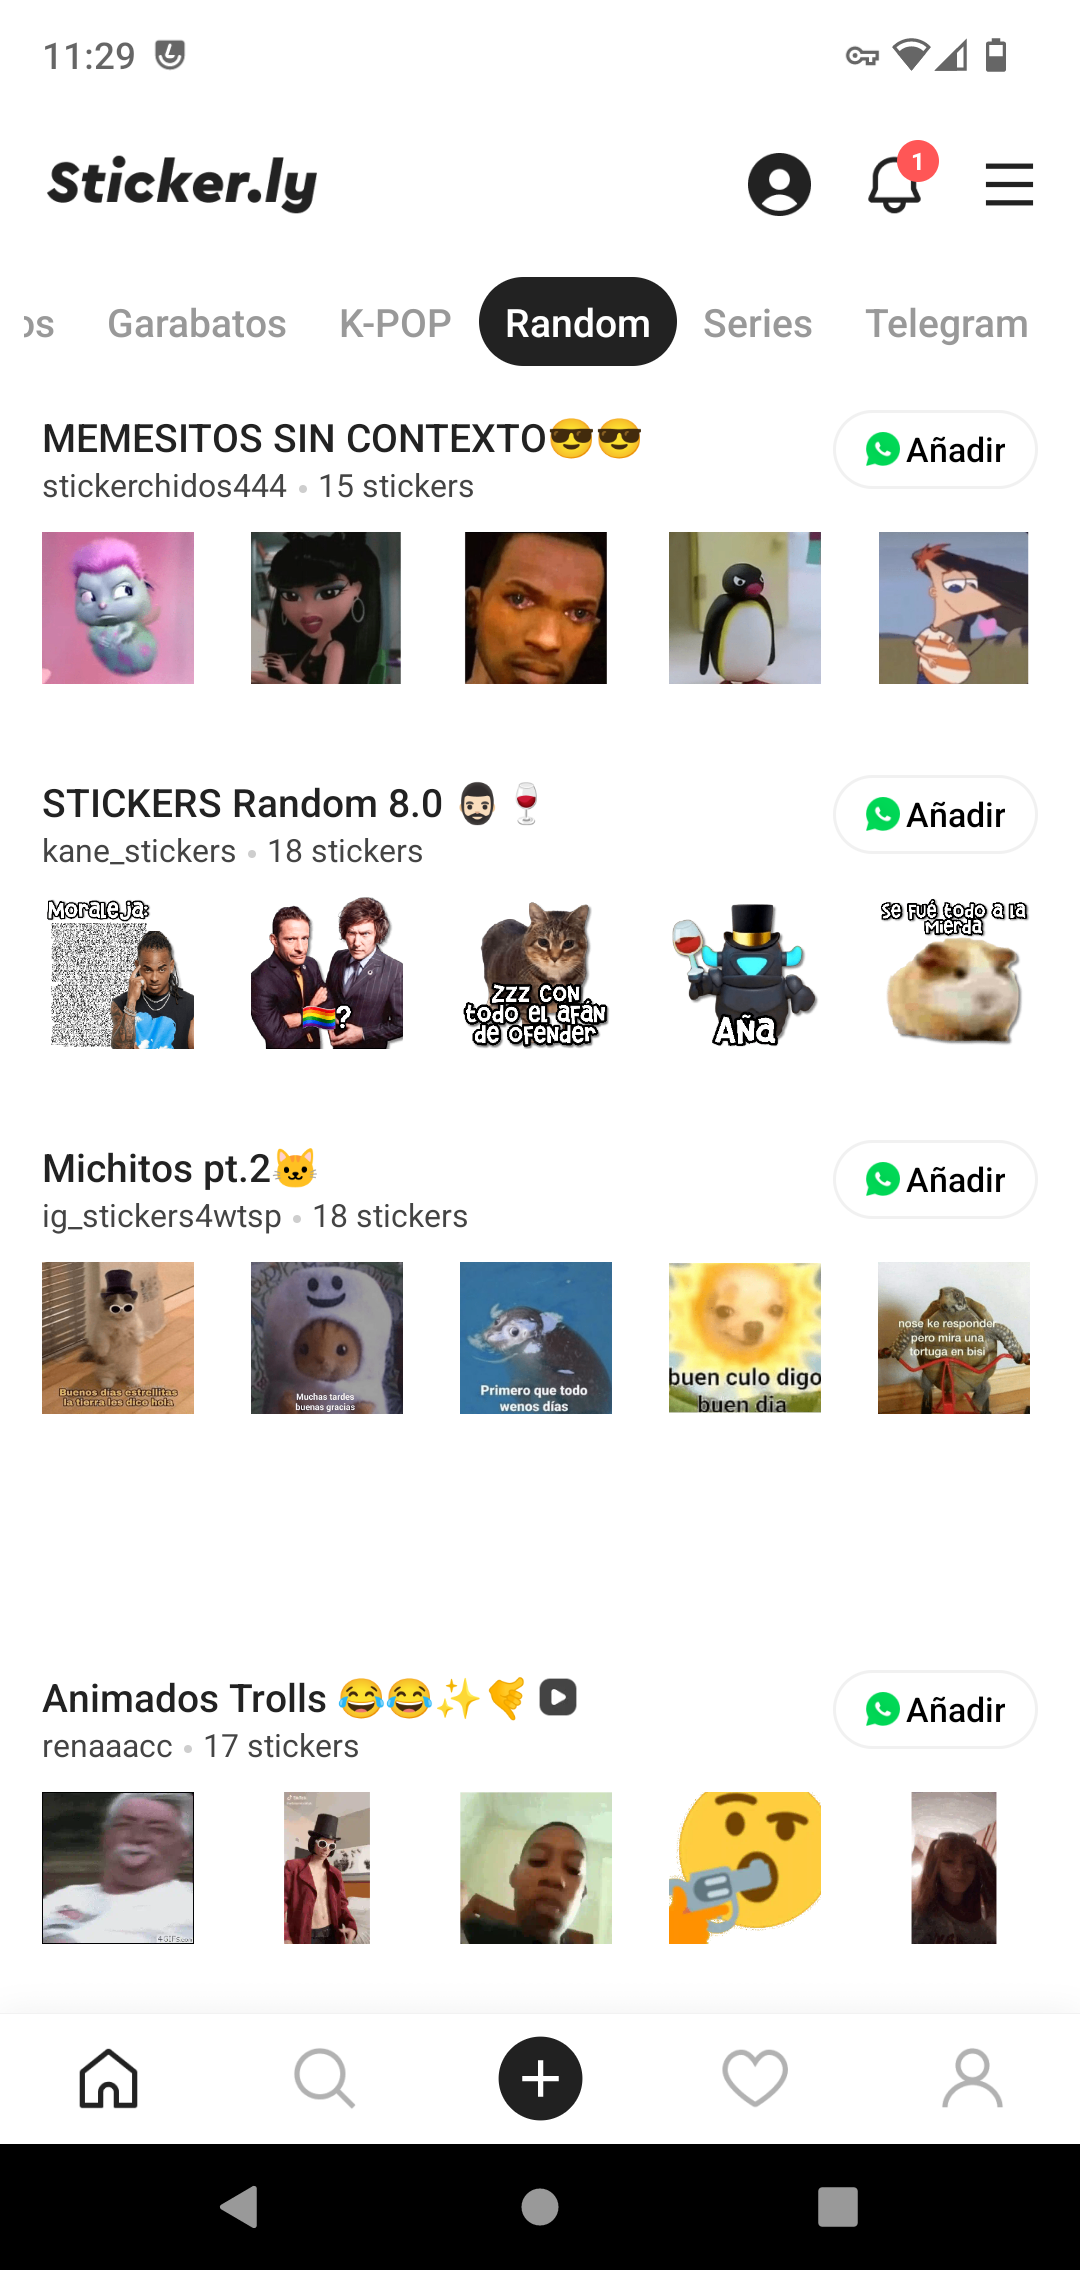 11:29
Sticker.ly
1
os Garabatos K-POP Random Series Telegram
MEMESITOS SIN CONTEXTO😎😎
Añadir
stickerchidos444 • 15 stickers
STICKERS Random 8.0 🧔🏻 🍷
Añadir
kane_stickers • 18 stickers
Moraleja:
🏳️‍🌈?
ZZZ CON
todo el afán
de ofender
Aña
Se fué todo a la
mierda
Michitos pt.2🐱
Añadir
ig_stickers4wtsp • 18 stickers
Buenos días estrellitas
la tierra les dice hola
Muchas tardes
buenas gracias
Primero que todo
wenos días
buen culo digo
buen dia
nose ke responder
pero mira una
tortuga en bisi
Animados Trolls 😂😂✨🤙
Añadir
renaaacc • 17 stickers
4GIFs.com